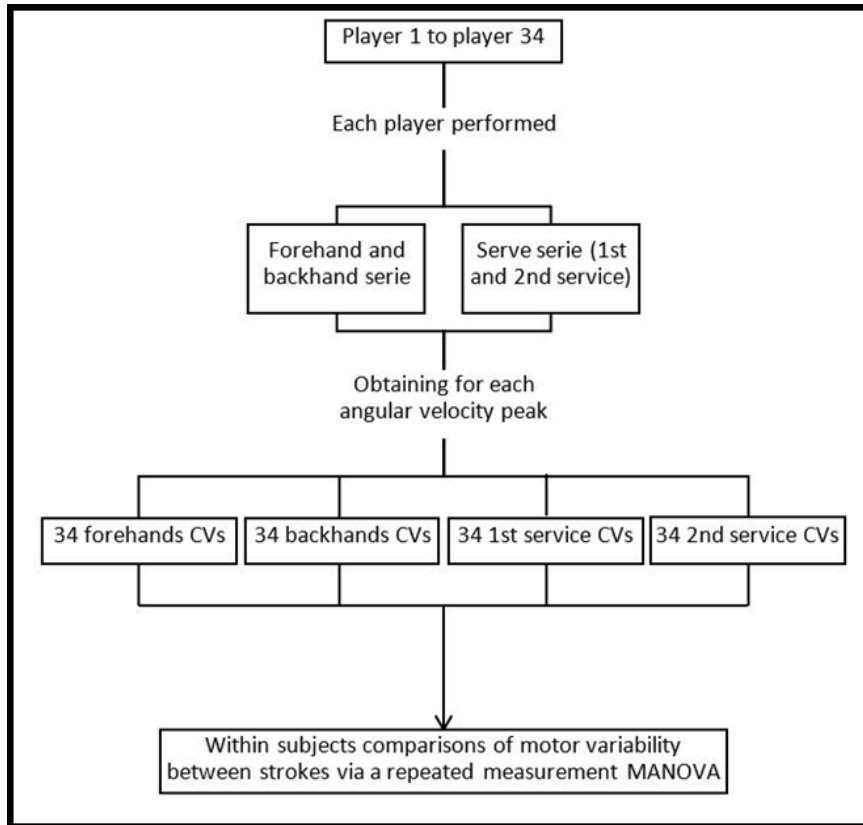 Player 1 to player 34
Each player performed
Forehand and
backhand serie
Serve serie (1st
and 2nd service)
Obtaining for each
angular velocity peak
34 forehands CVs
34 backhands CVs
34 1st service CVs
34 2nd service CVs
Within subjects comparisons of motor variability
between strokes via a repeated measurement MANOVA